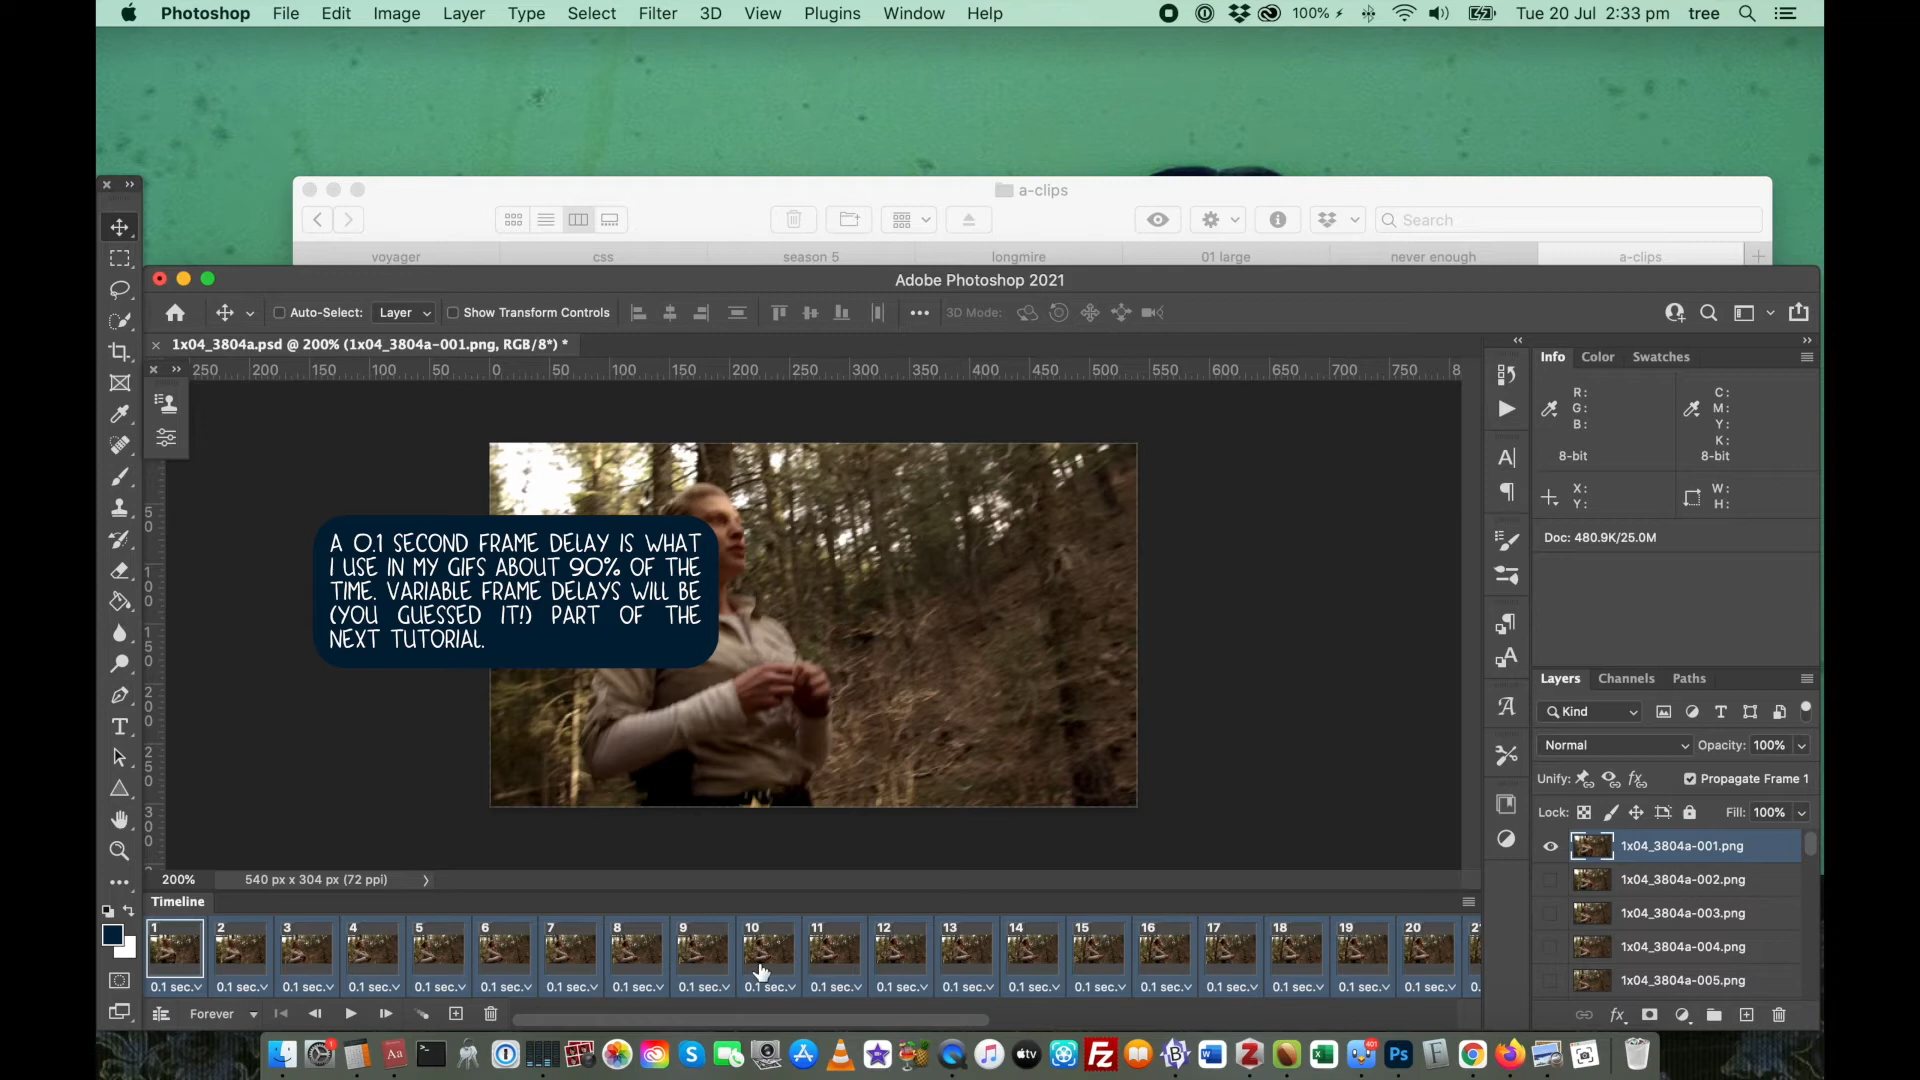 Photoshop File Edit Image Layer Type Select Filter 3D View Plugins Window Help 100% Tue 20 Jul 2:33 pm tree
a-clips
Search
voyager css season 5 longmire 01 large never enough a-clips
Adobe Photoshop 2021
Auto-Select: Layer Show Transform Controls 3D Mode:
1x04_3804a.psd @ 200% (1x04_3804a-001.png, RGB/8*) *
250 200 150 100 50 0 50 100 150 200 250 300 350 400 450 500 550 600 650 700 750 8
Info Color Swatches
R: C:
G: M:
B: Y:
K:
8-bit 8-bit
X: W:
Y: H:
Doc: 480.9K/25.0M
A 0.1 SECOND FRAME DELAY IS WHAT
I USE IN MY GIFS ABOUT 90% OF THE
TIME. VARIABLE FRAME DELAYS WILL BE
(YOU GUESSED IT!) PART OF THE
NEXT TUTORIAL.
Layers Channels Paths
Kind
Normal Opacity: 100%
Unify: Propagate Frame 1
Lock: Fill: 100%
1x04_3804a-001.png
1x04_3804a-002.png
1x04_3804a-003.png
1x04_3804a-004.png
1x04_3804a-005.png
200% 540 px x 304 px (72 ppi)
Timeline
1 2 3 4 5 6 7 8 9 10 11 12 13 14 15 16 17 18 19 20 21
0.1 sec. 0.1 sec. 0.1 sec. 0.1 sec. 0.1 sec. 0.1 sec. 0.1 sec. 0.1 sec. 0.1 sec. 0.1 sec. 0.1 sec. 0.1 sec. 0.1 sec. 0.1 sec. 0.1 sec. 0.1 sec. 0.1 sec. 0.1 sec. 0.1 sec. 0.1 sec. 0.1
Forever